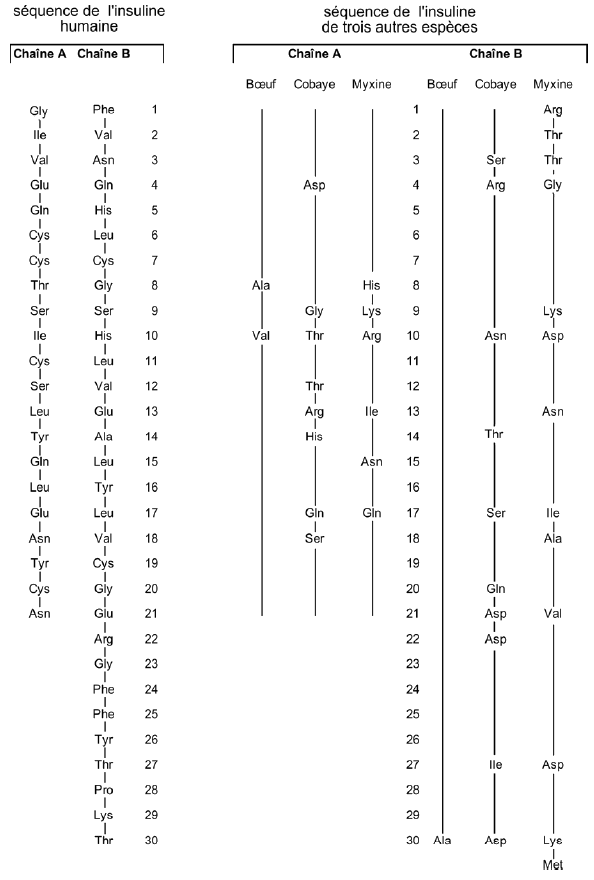 séquence de l'insuline humaine
séquence de l'insuline de trois autres espèces
Chaîne A Chaîne B
Chaîne A Chaîne B
Bœuf Cobaye Myxine Bœuf Cobaye Myxine
Gly Phe 1 1 Arg
Ile Val 2 2 Thr
Val Asn 3 3 Ser Thr
Glu Gln 4 Asp 4 Arg Gly
Gln His 5 5
Cys Leu 6 6
Cys Cys 7 7
Thr Gly 8 Ala His 8
Ser Ser 9 Gly Lys 9 Lys
Ile His 10 Val Thr Arg 10 Asn Asp
Cys Leu 11 11
Ser Val 12 Thr 12
Leu Glu 13 Arg Ile 13 Asn
Tyr Ala 14 His 14 Thr
Gln Leu 15 Asn 15
Leu Tyr 16 16
Glu Leu 17 Gln Gln 17 Ser Ile
Asn Val 18 Ser 18 Ala
Tyr Cys 19 19
Cys Gly 20 20 Gln
Asn Glu 21 21 Asp Val
Arg 22 22 Asp
Gly 23 23
Phe 24 24
Phe 25 25
Tyr 26 26
Thr 27 27 Ile Asp
Pro 28 28
Lys 29 29
Thr 30 30 Ala Asp Lys
Met